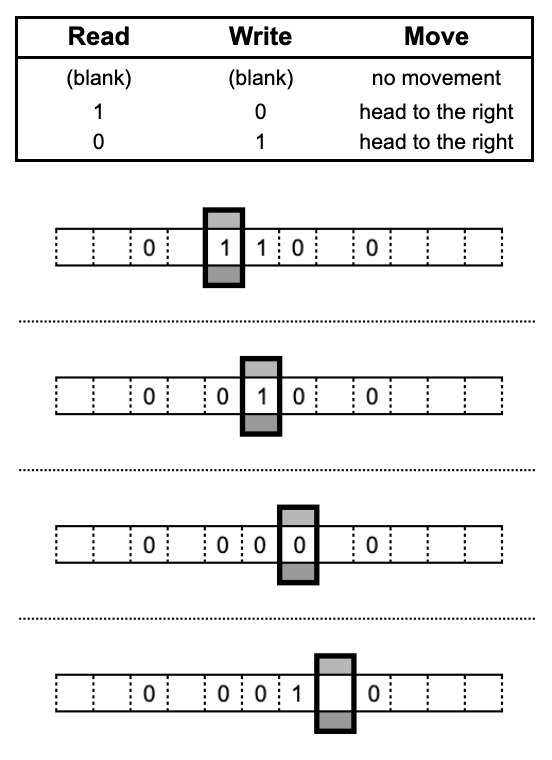 Read Write Move
(blank) (blank) no movement
1 0 head to the right
0 1 head to the right
0 1 1 0 0
0 0 1 0 0
0 0 0 0 0
0 0 0 1 0